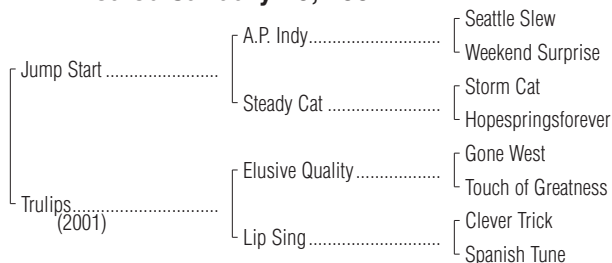 A.P. Indy
Seattle Slew
Weekend Surprise
Jump Start
Steady Cat
Storm Cat
Hopespringsforever
Elusive Quality
Gone West
Touch of Greatness
Trulips
(2001)
Lip Sing
Clever Trick
Spanish Tune